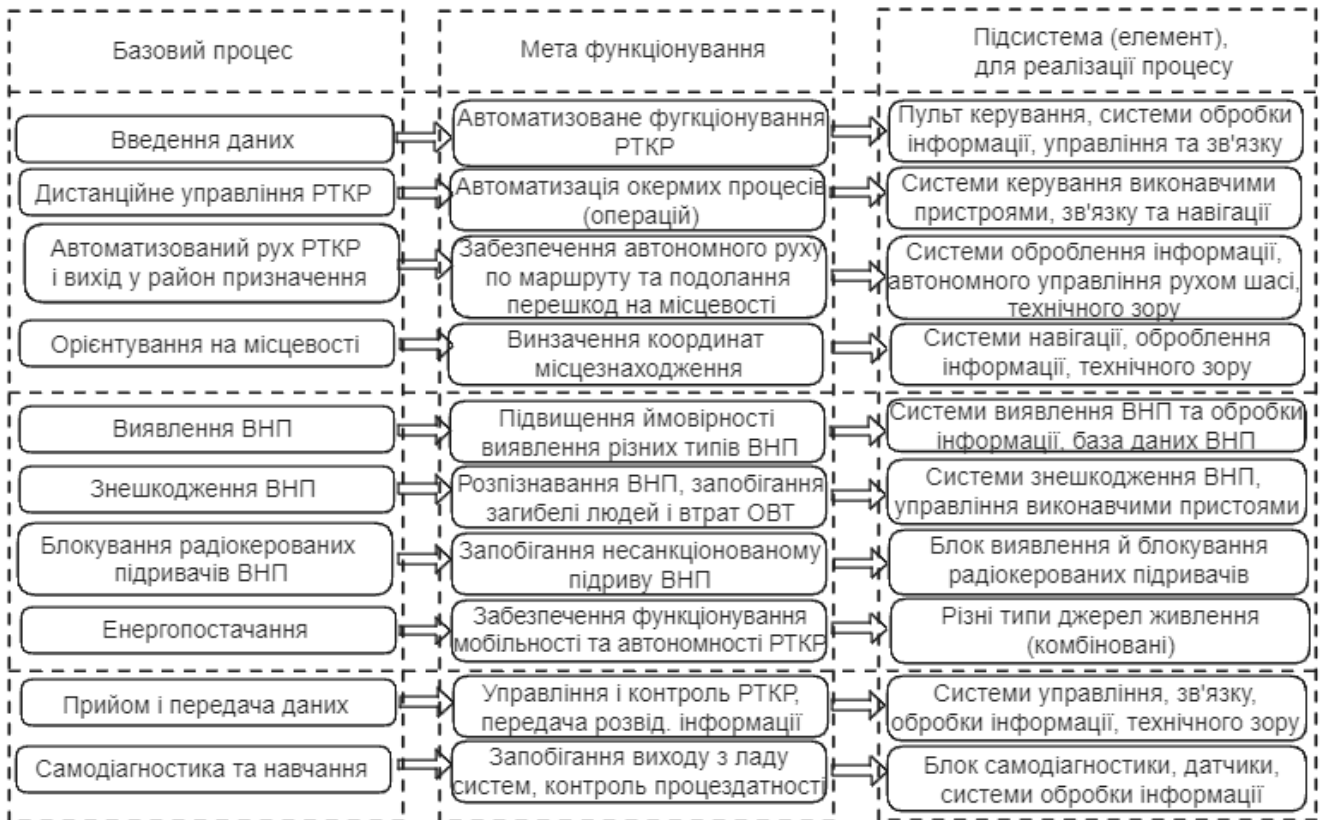 Базовий процес
Мета функціонування
Підсистема (елемент),
для реалізації процесу
Введення даних
Автоматизоване фугкціонування
РТКР
Пульт керування, системи обробки
інформації, управління та зв'язку
Дистанційне управління РТКР
Автоматизація окермих процесів
(операцій)
Системи керування виконавчими
пристроями, зв'язку та навігації
Автоматизований рух РТКР
і вихід у район призначення
Забезпечення автономного руху
по маршруту та подолання
перешкод на місцевості
Системи оброблення інформації,
автономного управління рухом шасі,
технічного зору
Орієнтування на місцевості
Винзачення координат
місцезнаходження
Системи навігації, оброблення
інформації, технічного зору
Виявлення ВНП
Підвищення ймовірності
виявлення різних типів ВНП
Системи виявлення ВНП та обробки
інформації, база даних ВНП
Знешкодження ВНП
Розпізнавання ВНП, запобігання
загибелі людей і втрат ОВТ
Системи знешкодження ВНП,
управління виконавчими пристоями
Блокування радіокерованих
підривачів ВНП
Запобігання несанкціонованому
підриву ВНП
Блок виявлення й блокування
радіокерованих підривачів
Енергопостачання
Забезпечення функціонування
мобільності та автономності РТКР
Різні типи джерел живлення
(комбіновані)
Прийом і передача даних
Управління і контроль РТКР,
передача розвід. інформації
Системи управління, зв'язку,
обробки інформації, технічного зору
Самодіагностика та навчання
Запобігання виходу з ладу
систем, контроль процездатності
Блок самодіагностики, датчики,
системи обробки інформації